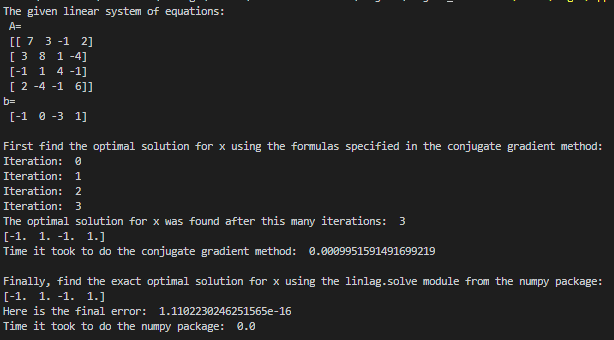 The given linear system of equations:
A=
[[ 7 3 -1 2]
[ 3 8 1 -4]
[-1 1 4 -1]
[ 2 -4 -1 6]]
b=
[-1 0 -3 1]
First find the optimal solution for x using the formulas specified in the conjugate gradient method:
Iteration: 0
Iteration: 1
Iteration: 2
Iteration: 3
The optimal solution for x was found after this many iterations: 3
[-1. 1. -1. 1.]
Time it took to do the conjugate gradient method: 0.0009951591491699219
Finally, find the exact optimal solution for x using the linlag.solve module from the numpy package:
[-1. 1. -1. 1.]
Here is the final error: 1.1102230246251565e-16
Time it took to do the numpy package: 0.0